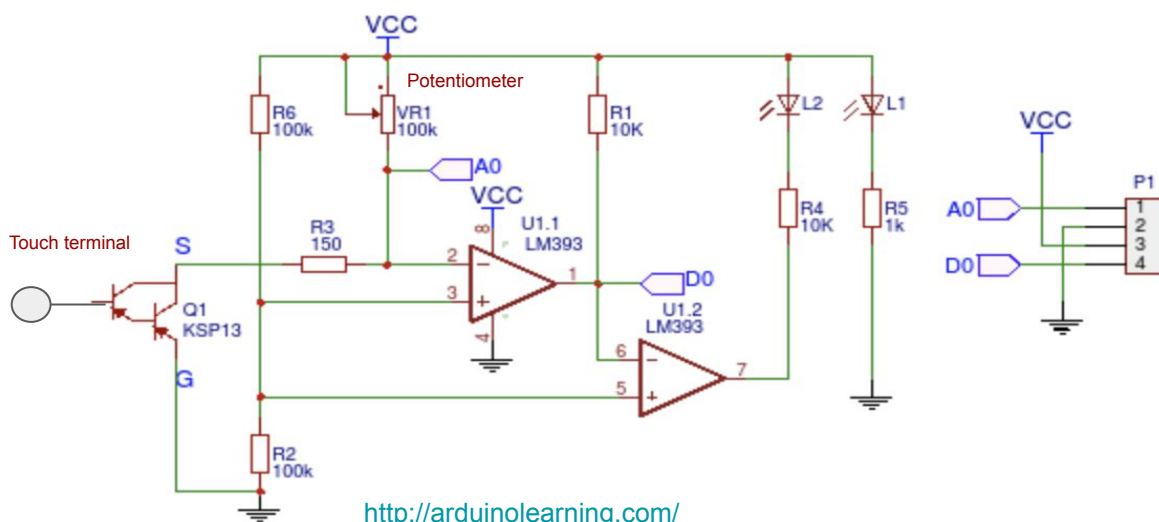 VCC
Potentiometer
R6
100k
VR1
100k
R1
10K
L2
L1
A0
VCC
U1.1
LM393
8
R3
150
Touch terminal
S
2
3
1
4
D0
Q1
KSP13
G
U1.2
LM393
6
5
7
R4
10K
R5
1k
R2
100k
VCC
P1
A0
1
2
3
D0
4
http://arduinolearning.com/